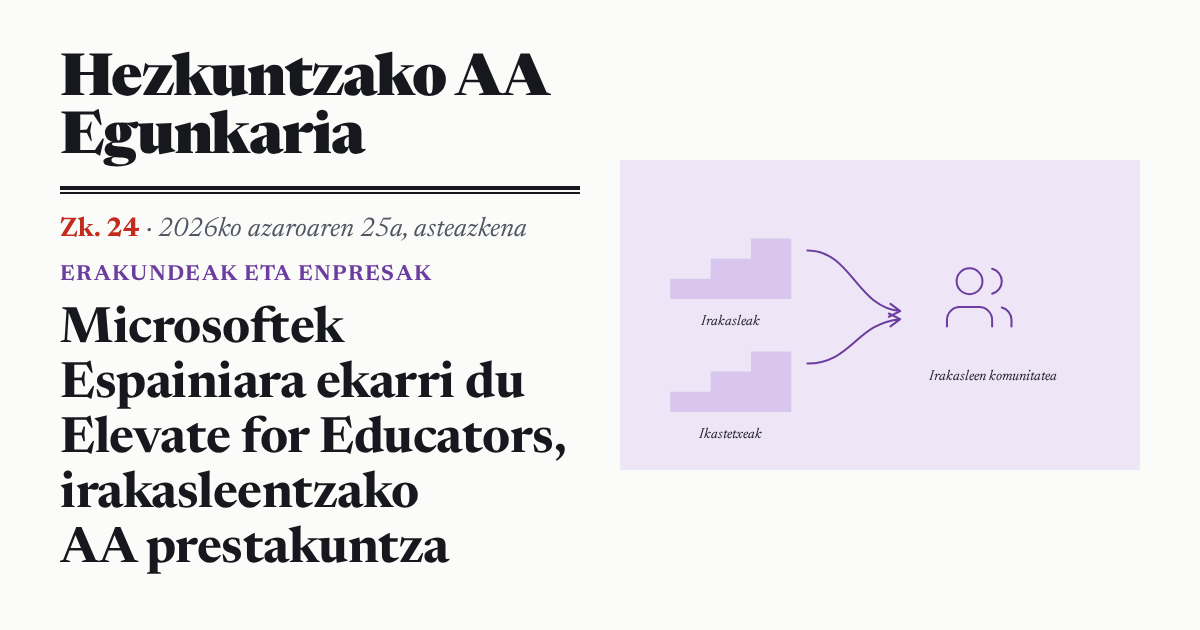 Hezkuntzako AA
Egunkaria
Zk. 24 · 2026ko azaroaren 25a, asteazkena
ERAKUNDEAK ETA ENPRESAK
Microsoftek
Espainiara ekarri du
Elevate for Educators,
irakasleentzako
AA prestakuntza
Irakasleak
Ikastetxeak
Irakasleen komunitatea